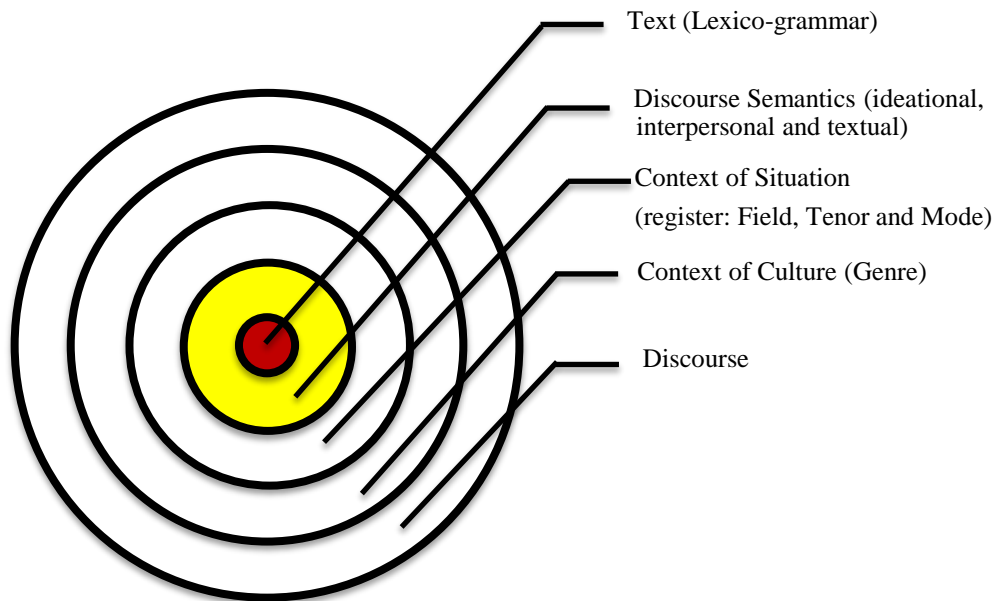 Text (Lexico-grammar)
Discourse Semantics (ideational,
interpersonal and textual)
Context of Situation
(register: Field, Tenor and Mode)
Context of Culture (Genre)
Discourse